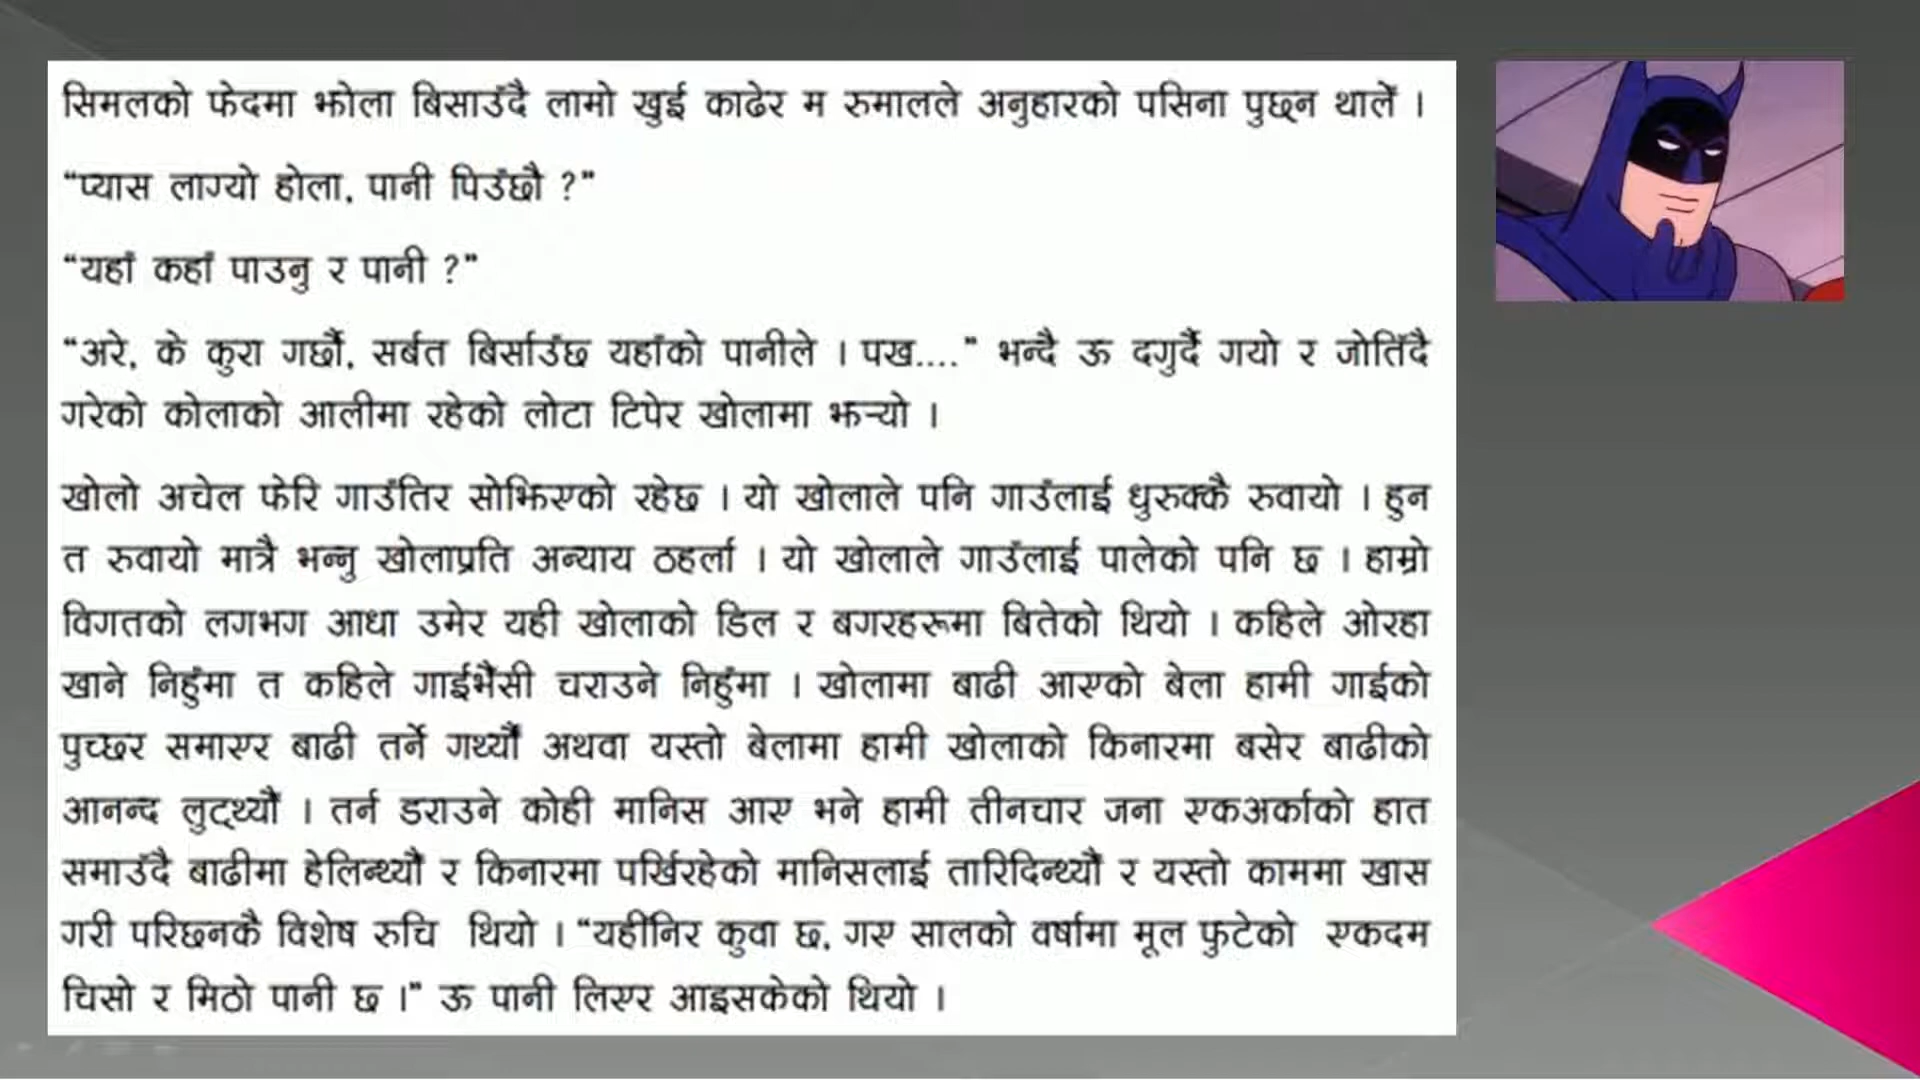 सिमलको फेदमा झोला बिसाउँदै लामो खुई काढेर म रुमालले अनुहारको पसिना पुछ्न थालें ।
“प्यास लाग्यो होला, पानी पिउँछौ ?”
“यहाँ कहाँ पाउनु र पानी ?”
“अरे, के कुरा गर्छौ, सर्बत बिर्साउँछ यहाँको पानीले । पख....” भन्दै ऊ दगुर्दै गयो र जोतिँदै
गरेको कोलाको आलीमा रहेको लोटा टिपेर खोलामा झऱ्यो ।
खोलो अचेल फेरि गाउँतिर सोझिएको रहेछ । यो खोलाले पनि गाउँलाई धुरुक्कै रुवायो । हुन
त रुवायो मात्रै भन्नु खोलाप्रति अन्याय ठहर्ला । यो खोलाले गाउँलाई पालेको पनि छ । हाम्रो
विगतको लगभग आधा उमेर यही खोलाको डिल र बगरहरूमा बितेको थियो । कहिले ओरहा
खाने निहुँमा त कहिले गाईभैंसी चराउने निहुँमा । खोलामा बाढी आएको बेला हामी गाईको
पुच्छर समाएर बाढी तर्ने गर्थ्यौं अथवा यस्तो बेलामा हामी खोलाको किनारमा बसेर बाढीको
आनन्द लुट्थ्यौं । तर्न डराउने कोही मानिस आए भने हामी तीनचार जना एकअर्काको हात
समाउँदै बाढीमा हेलिन्थ्यौं र किनारमा पर्खिरहेको मानिसलाई तारिदिन्थ्यौं र यस्तो काममा खास
गरी परिछनकै विशेष रुचि थियो । “यहीँनिर कुवा छ, गए सालको वर्षामा मूल फुटेको एकदम
चिसो र मिठो पानी छ ।” ऊ पानी लिएर आइसकेको थियो ।